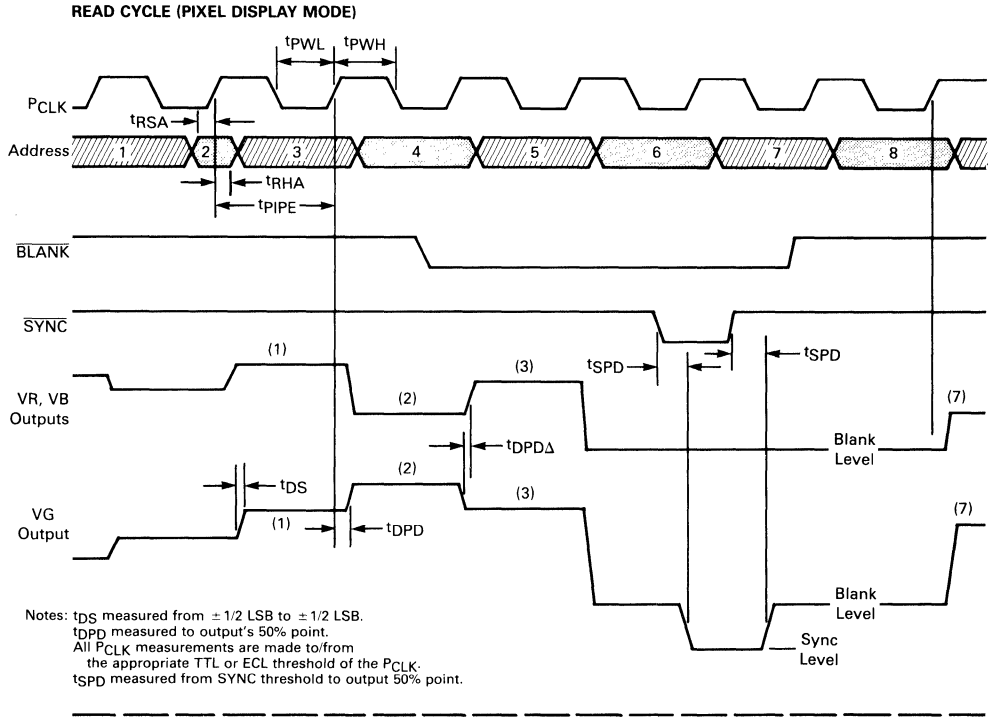 READ CYCLE (PIXEL DISPLAY MODE)
tPWL tPWH
PCLK
tRSA
Address 1 2 3 4 5 6 7 8
tRHA
tPIPE
BLANK
SYNC
(1)
tSPD
tSPD
(3)
(2)
(7)
VR, VB
Outputs
tDPDΔ
Blank
Level
(2)
tDS
(3)
(7)
VG
Output
(1)
tDPD
Blank
Level
Notes: tDS measured from ± 1/2 LSB to ± 1/2 LSB.
tDPD measured to output's 50% point.
All PCLK measurements are made to/from
the appropriate TTL or ECL threshold of the PCLK.
tSPD measured from SYNC threshold to output 50% point.
Sync
Level